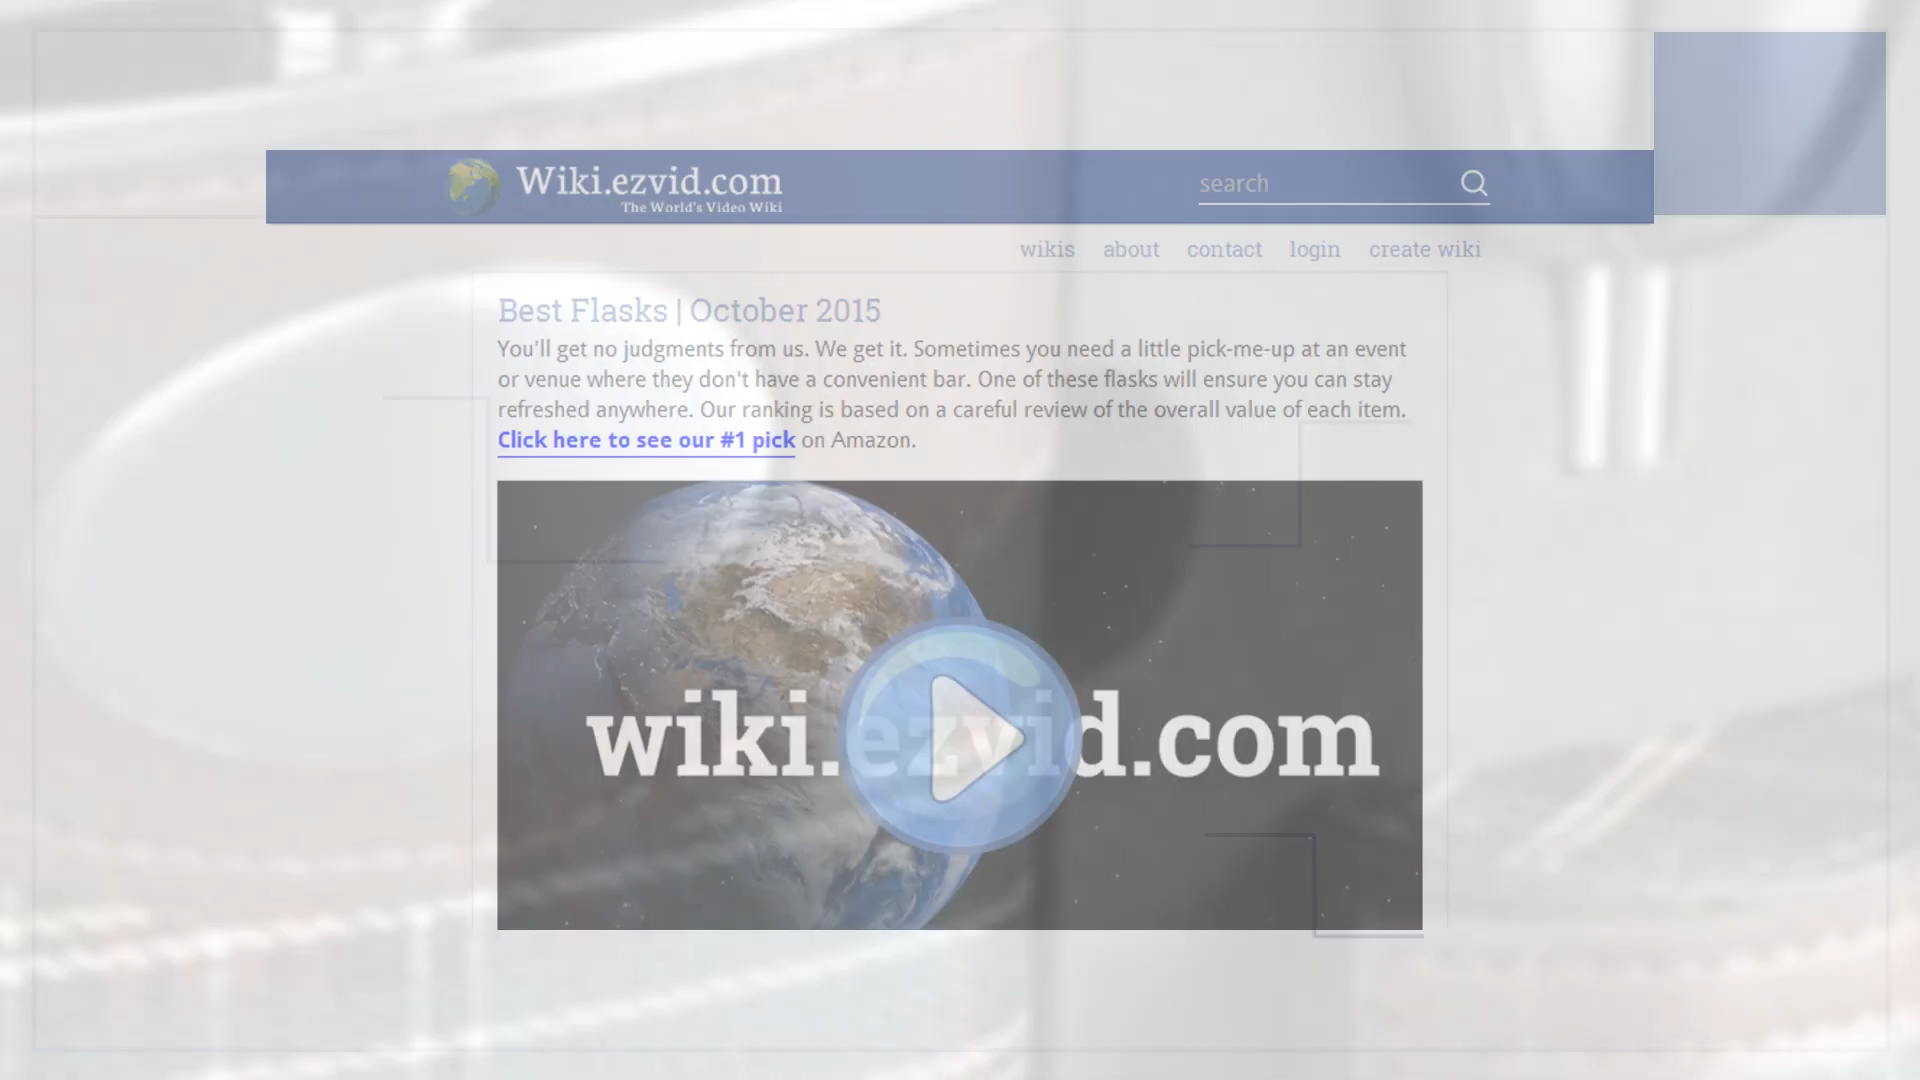 Wiki.ezvid.com
The World's Video Wiki
search
wikis about contact login create wiki
Best Flasks | October 2015
You'll get no judgments from us. We get it. Sometimes you need a little pick-me-up at an event
or venue where they don't have a convenient bar. One of these flasks will ensure you can stay
refreshed anywhere. Our ranking is based on a careful review of the overall value of each item.
Click here to see our #1 pick on Amazon.
wiki.ezvid.com